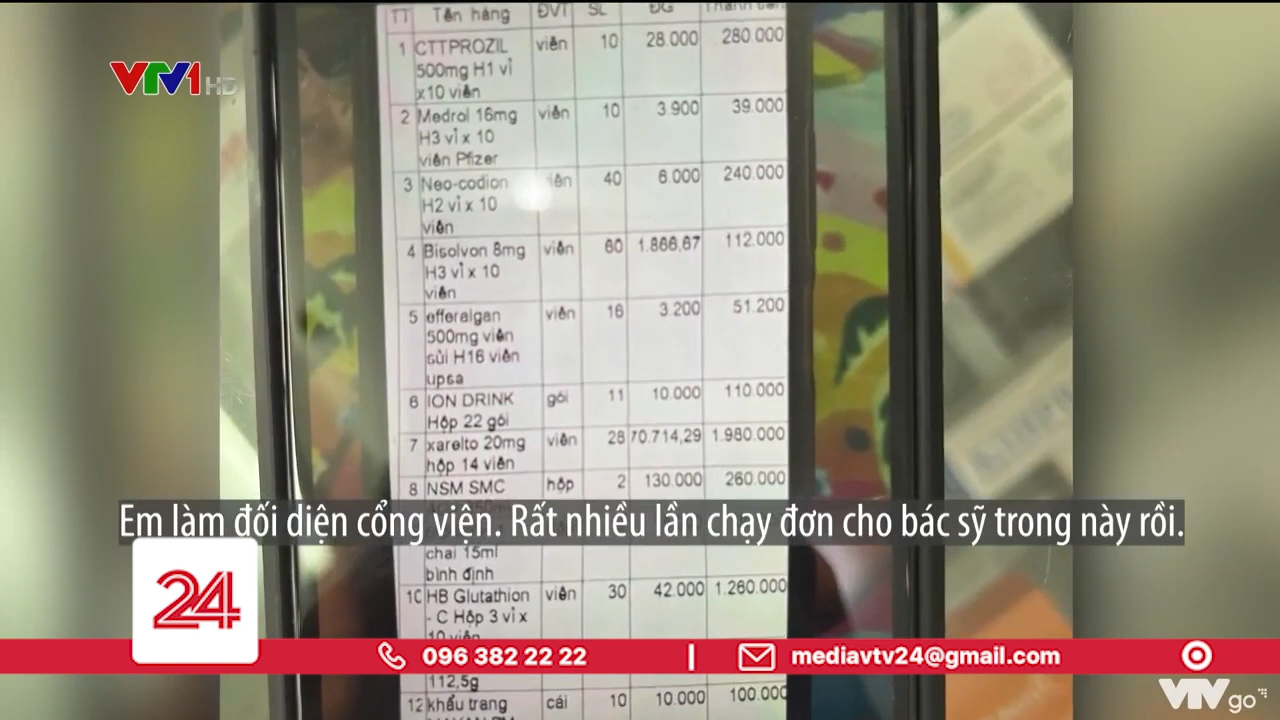 TT Tên hàng ĐVT SL ĐG Thành tiền
1 CTTPROZIL 500mg H1 vỉ x10 viên viên 10 28.000 280.000
2 Medrol 16mg H3 vỉ x 10 viên Pfizer viên 10 3.900 39.000
3 Neo-codion H2 vỉ x 10 viên viên 40 6.000 240.000
4 Bisolvon 8mg H3 vỉ x 10 viên viên 60 1.866,67 112.000
5 efferalgan 500mg viên sủi H16 viên upsa viên 16 3.200 51.200
6 ION DRINK Hộp 22 gói gói 11 10.000 110.000
7 xarelto 20mg hộp 14 viên viên 28 70.714,29 1.980.000
8 NSM SMC hộp 2 130.000 260.000
chai 15ml
bình định
10 HB Glutathion - C Hộp 3 vỉ x 10 viên viên 30 42.000 1.260.000
112,5g
12 khẩu trang cái 10 10.000 100.000
VTV1 HD
Em làm đối diện cổng viện. Rất nhiều lần chạy đơn cho bác sỹ trong này rồi.
24
096 382 22 22 | mediavtv24@gmail.com
VTV go